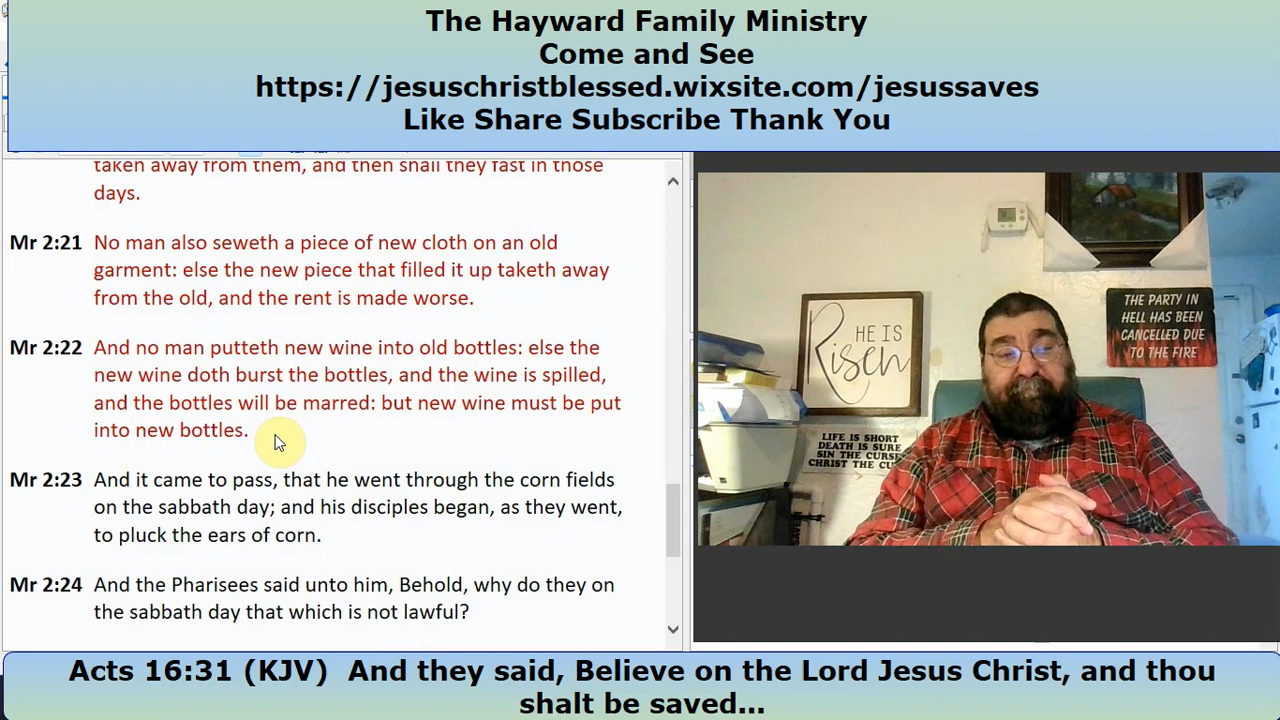 The Hayward Family Ministry
Come and See
https://jesuschristblessed.wixsite.com/jesussaves
Like Share Subscribe Thank You
taken away from them, and then shall they fast in those
days.
Mr 2:21 No man also seweth a piece of new cloth on an old
garment: else the new piece that filled it up taketh away
from the old, and the rent is made worse.
Mr 2:22 And no man putteth new wine into old bottles: else the
new wine doth burst the bottles, and the wine is spilled,
and the bottles will be marred: but new wine must be put
into new bottles.
Mr 2:23 And it came to pass, that he went through the corn fields
on the sabbath day; and his disciples began, as they went,
to pluck the ears of corn.
Mr 2:24 And the Pharisees said unto him, Behold, why do they on
the sabbath day that which is not lawful?
HE IS
Risen
THE PARTY IN
HELL HAS BEEN
CANCELLED DUE
TO THE FIRE
LIFE IS SHORT
DEATH IS SURE
SIN THE CURSE
CHRIST THE CU
Acts 16:31 (KJV) And they said, Believe on the Lord Jesus Christ, and thou
shalt be saved...